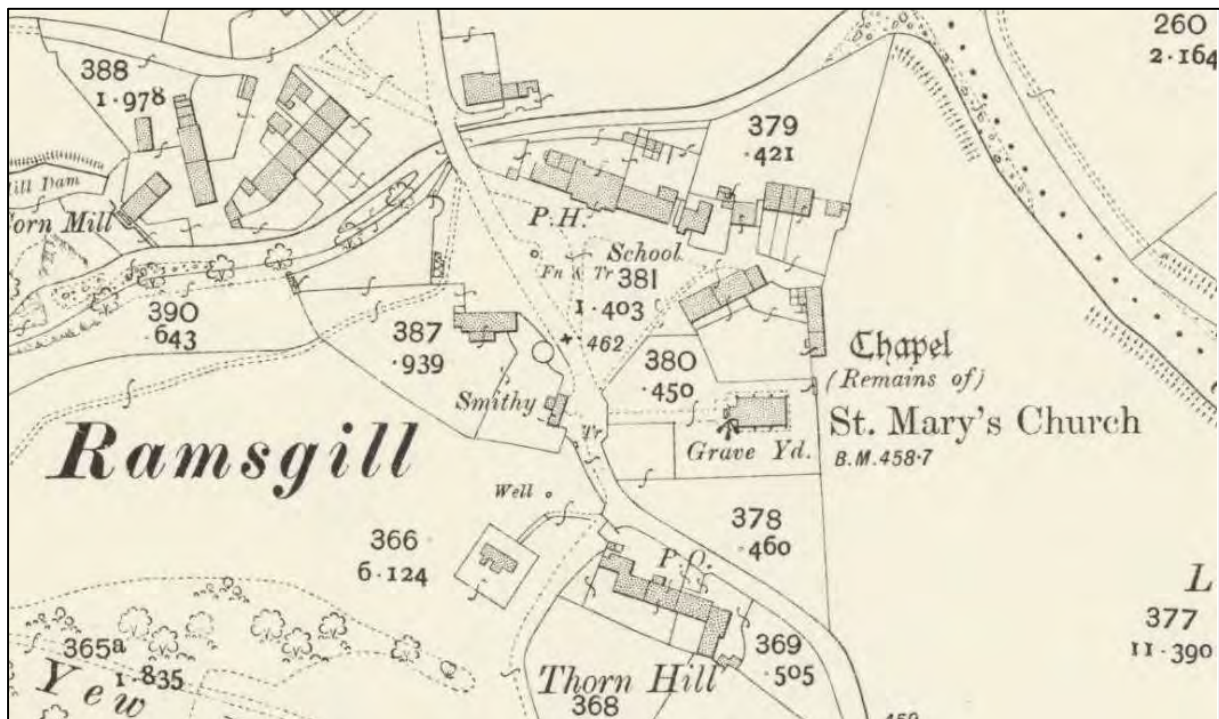 260
2.164
388
1.978
379
.421
Mill Dam
Corn Mill
P.H.
School
Fn
Tr
381
1.403
390
.643
387
.939
462
380
.450
Chapel
(Remains of)
Smithy
St. Mary's Church
Tr
Grave Yd.
B.M.458.7
Ramsgill
Well
378
.460
366
6.124
P.O.
L
377
11.390
365a
1.835
369
.505
Yew
Thorn Hill
368